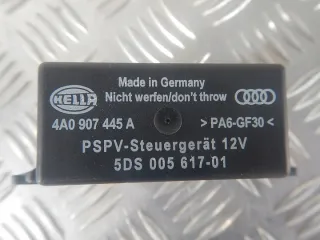 Made in Germany
HELLA Nicht werfen/don't throw
4A0 907 445 A >PA6-GF30<
PSPV-Steuergerät 12V
5DS 005 617-01